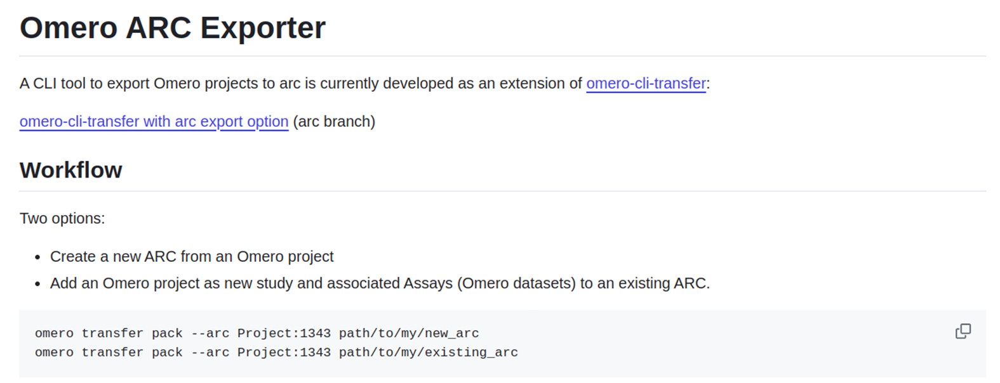 Omero ARC Exporter
A CLI tool to export Omero projects to arc is currently developed as an extension of omero-cli-transfer:
omero-cli-transfer with arc export option (arc branch)
Workflow
Two options:
• Create a new ARC from an Omero project
• Add an Omero project as new study and associated Assays (Omero datasets) to an existing ARC.
omero transfer pack --arc Project:1343 path/to/my/new_arc
omero transfer pack --arc Project:1343 path/to/my/existing_arc